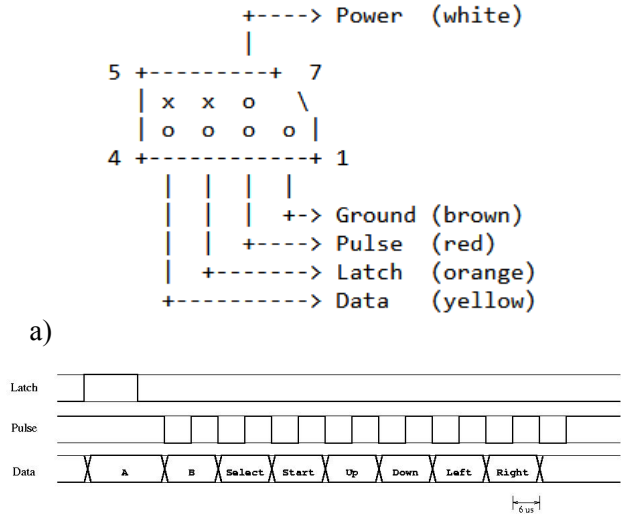 +----> Power (white)
|
5 +---------+ 7
| x x o \
| o o o o |
4 +------------+ 1
| | | |
| | | +-> Ground (brown)
| | +----> Pulse (red)
| +-------> Latch (orange)
+----------> Data (yellow)
a)
Latch
Pulse
Data A B Select Start Up Down Left Right
6 us